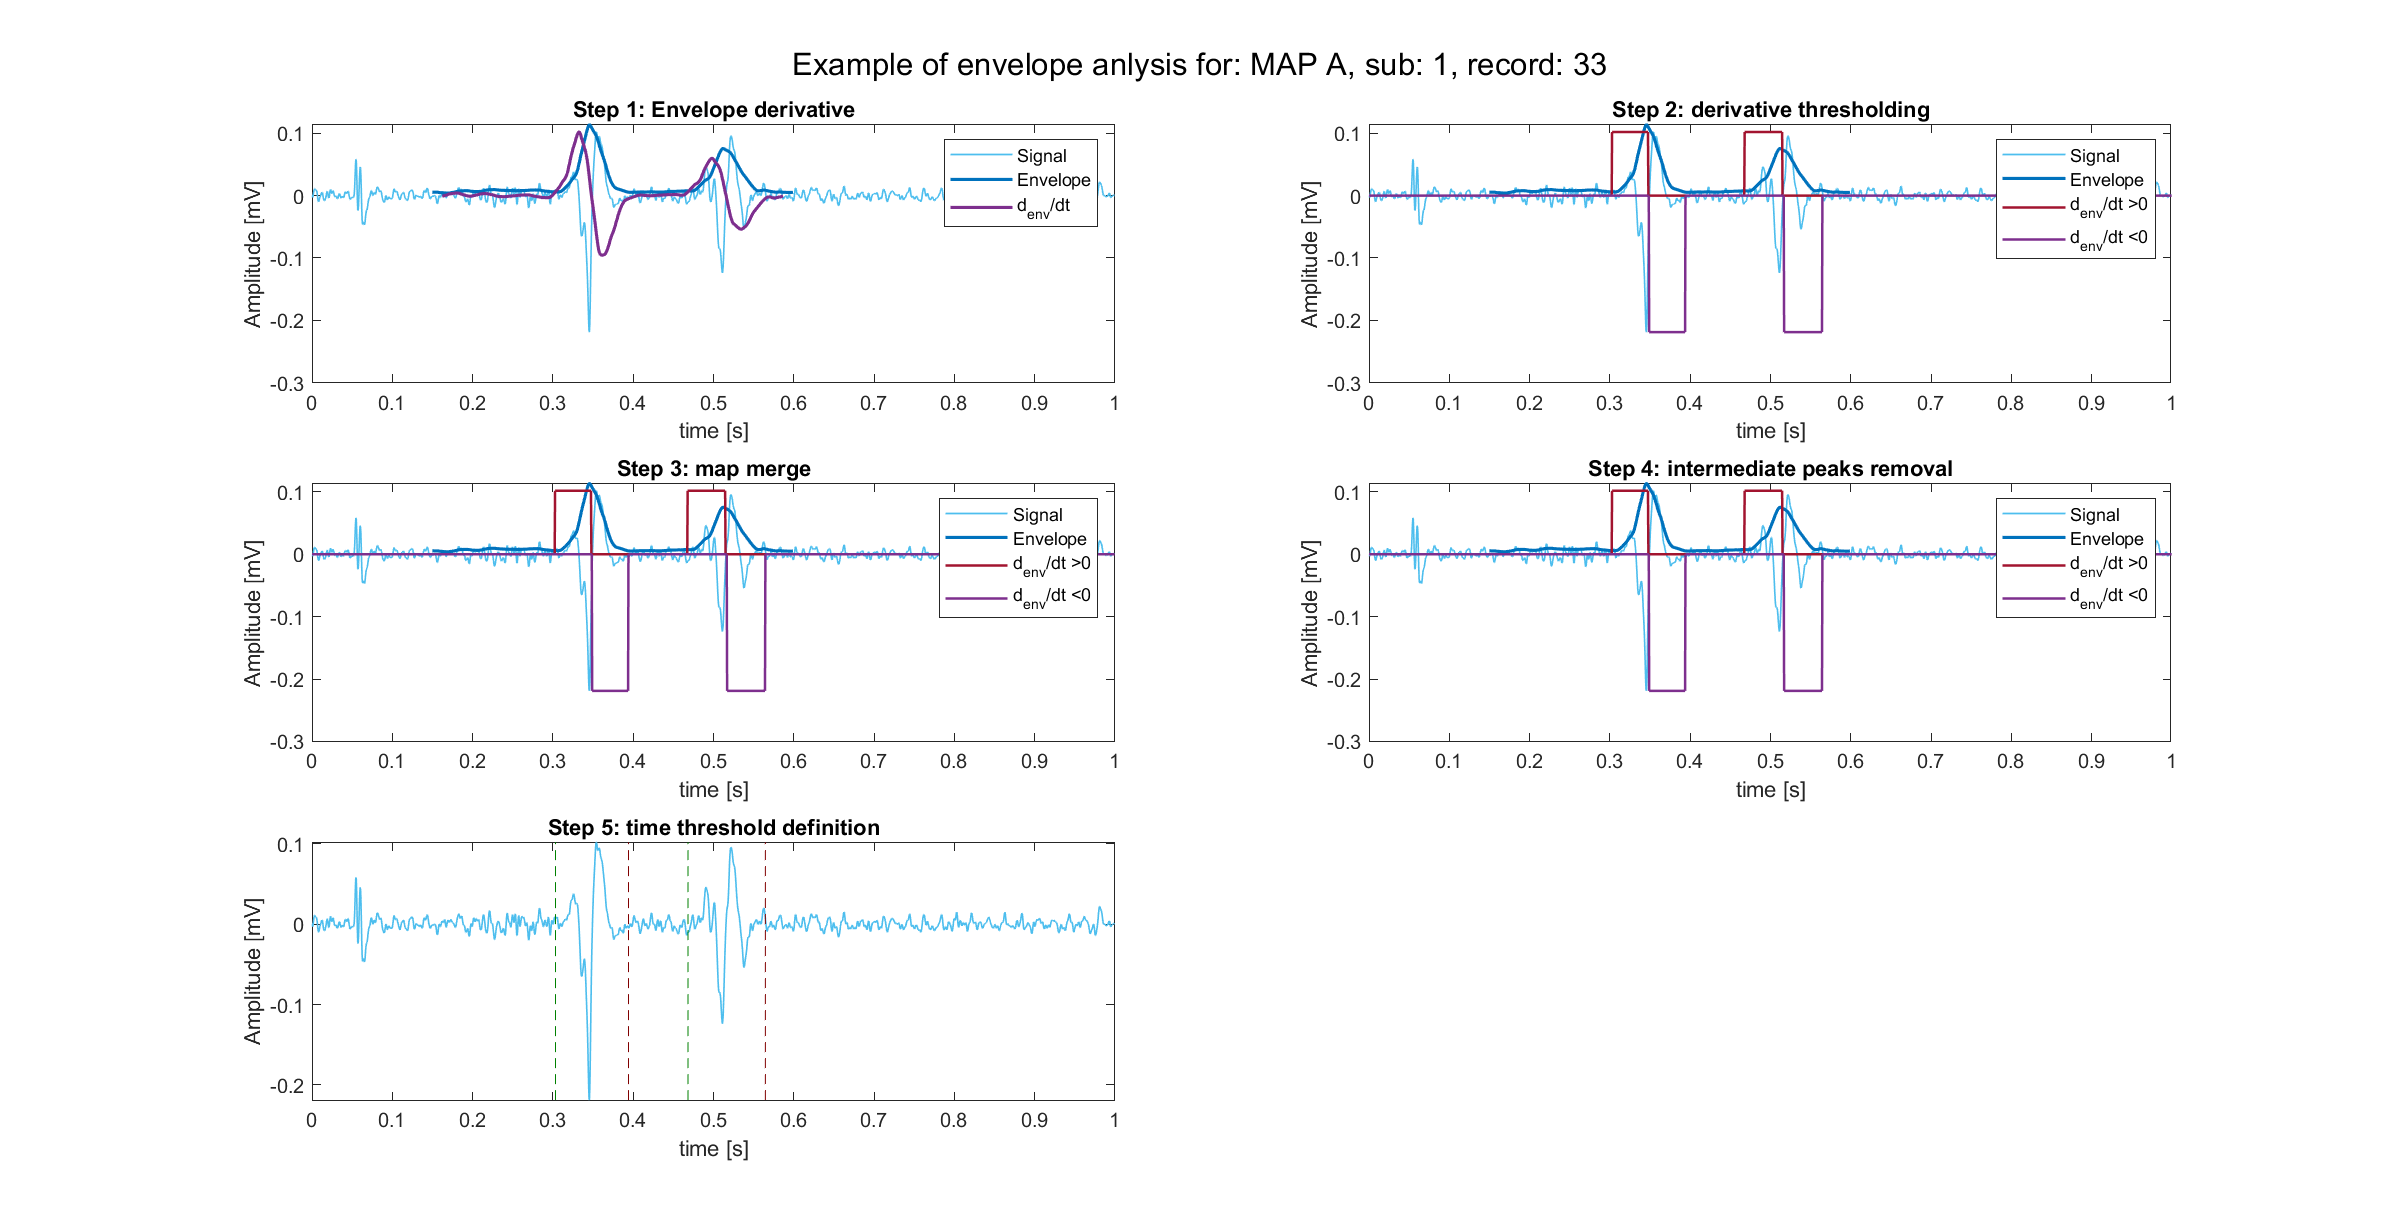 Example of envelope anlysis for: MAP A, sub: 1, record: 33
Step 1: Envelope derivative
0.1
0
-0.1
-0.2
-0.3
Amplitude [mV]
0 0.1 0.2 0.3 0.4 0.5 0.6 0.7 0.8 0.9 1
time [s]
Signal
Envelope
d_env/dt
Step 2: derivative thresholding
0.1
0
-0.1
-0.2
-0.3
Amplitude [mV]
0 0.1 0.2 0.3 0.4 0.5 0.6 0.7 0.8 0.9 1
time [s]
Signal
Envelope
d_env/dt >0
d_env/dt <0
Step 3: map merge
0.1
0
-0.1
-0.2
-0.3
Amplitude [mV]
0 0.1 0.2 0.3 0.4 0.5 0.6 0.7 0.8 0.9 1
time [s]
Signal
Envelope
d_env/dt >0
d_env/dt <0
Step 4: intermediate peaks removal
0.1
0
-0.1
-0.2
-0.3
Amplitude [mV]
0 0.1 0.2 0.3 0.4 0.5 0.6 0.7 0.8 0.9 1
time [s]
Signal
Envelope
d_env/dt >0
d_env/dt <0
Step 5: time threshold definition
0.1
0
-0.1
-0.2
Amplitude [mV]
0 0.1 0.2 0.3 0.4 0.5 0.6 0.7 0.8 0.9 1
time [s]